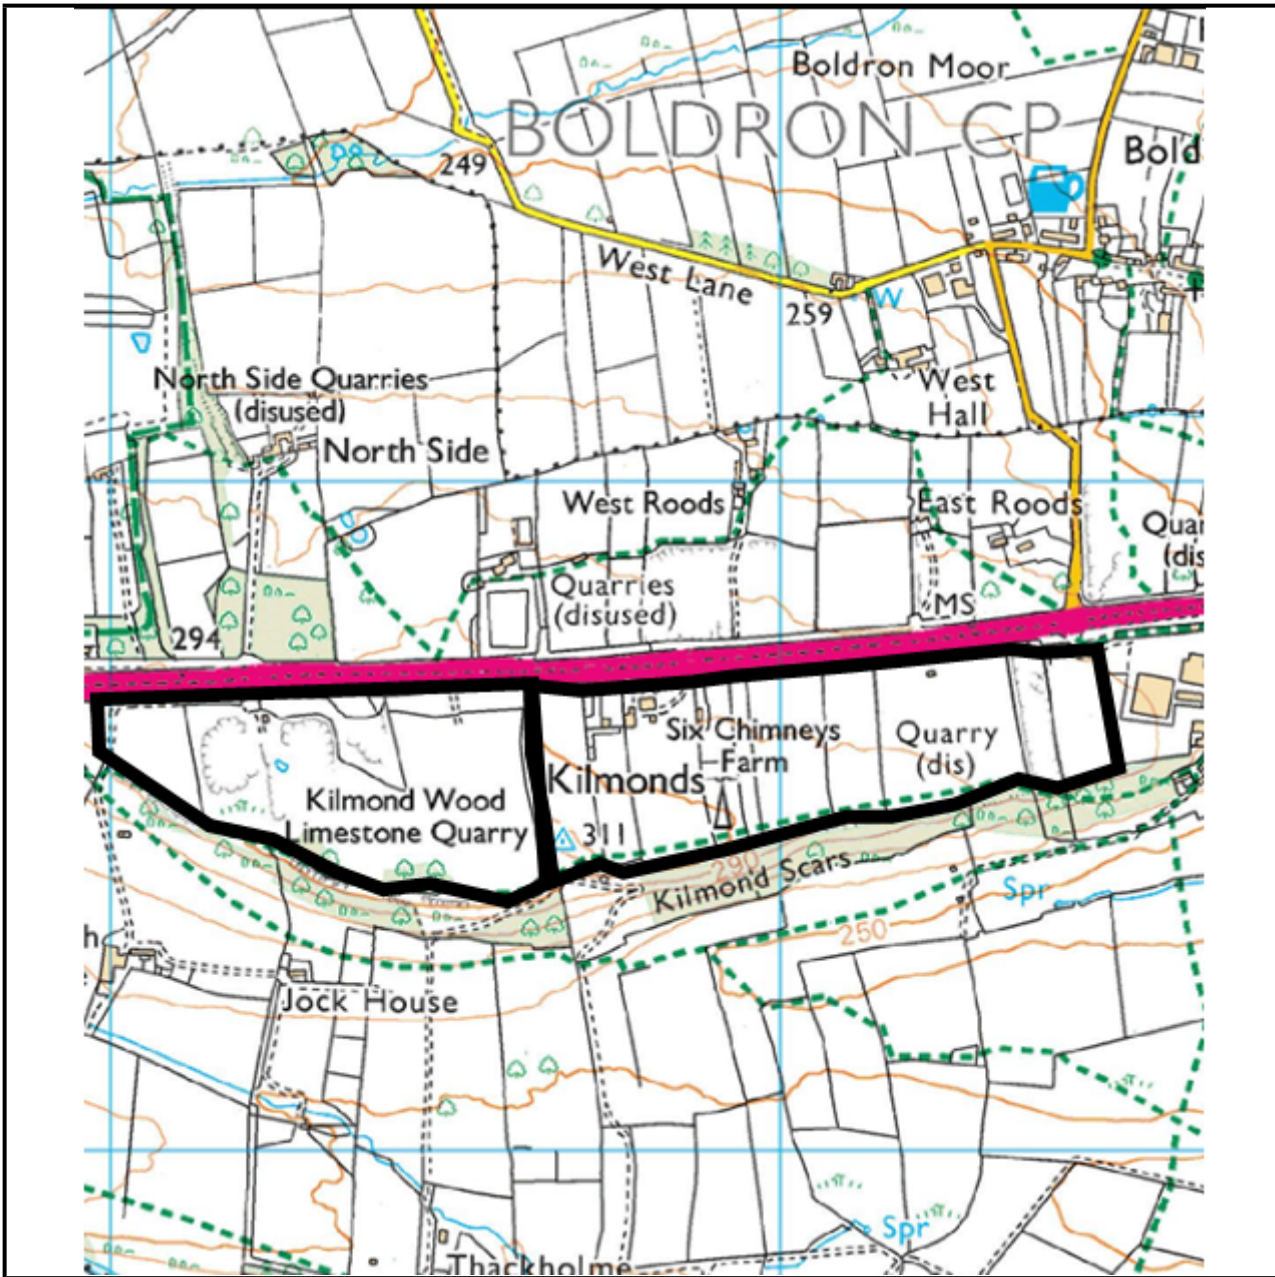 Boldron Moor
BOLDRON CP
Bold
249
West Lane
259
W
West
Hall
North Side Quarries
(disused)
North Side
West Roods
East Roods
Quar
(dis
Quarries
(disused)
MS
294
Six Chimneys
Farm
Quarry
(dis)
Kilmonds
Kilmond Wood
Limestone Quarry
311
290
Kilmond Scars
Spr
250
h
Jock House
Spr
Thackholme